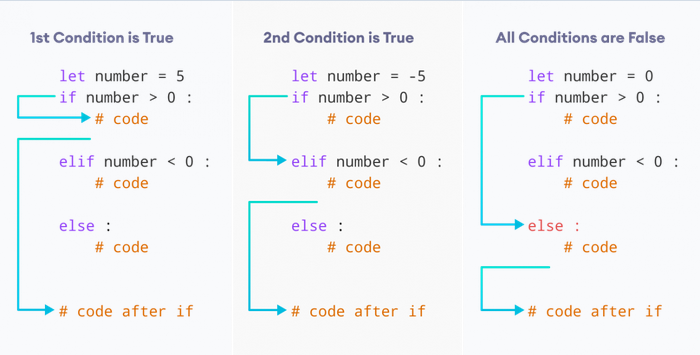 1st Condition is True
let number = 5
if number > 0 :
# code
elif number < 0 :
# code
else :
# code
# code after if
2nd Condition is True
let number = -5
if number > 0 :
# code
elif number < 0 :
# code
else :
# code
# code after if
All Conditions are False
let number = 0
if number > 0 :
# code
elif number < 0 :
# code
else :
# code
# code after if